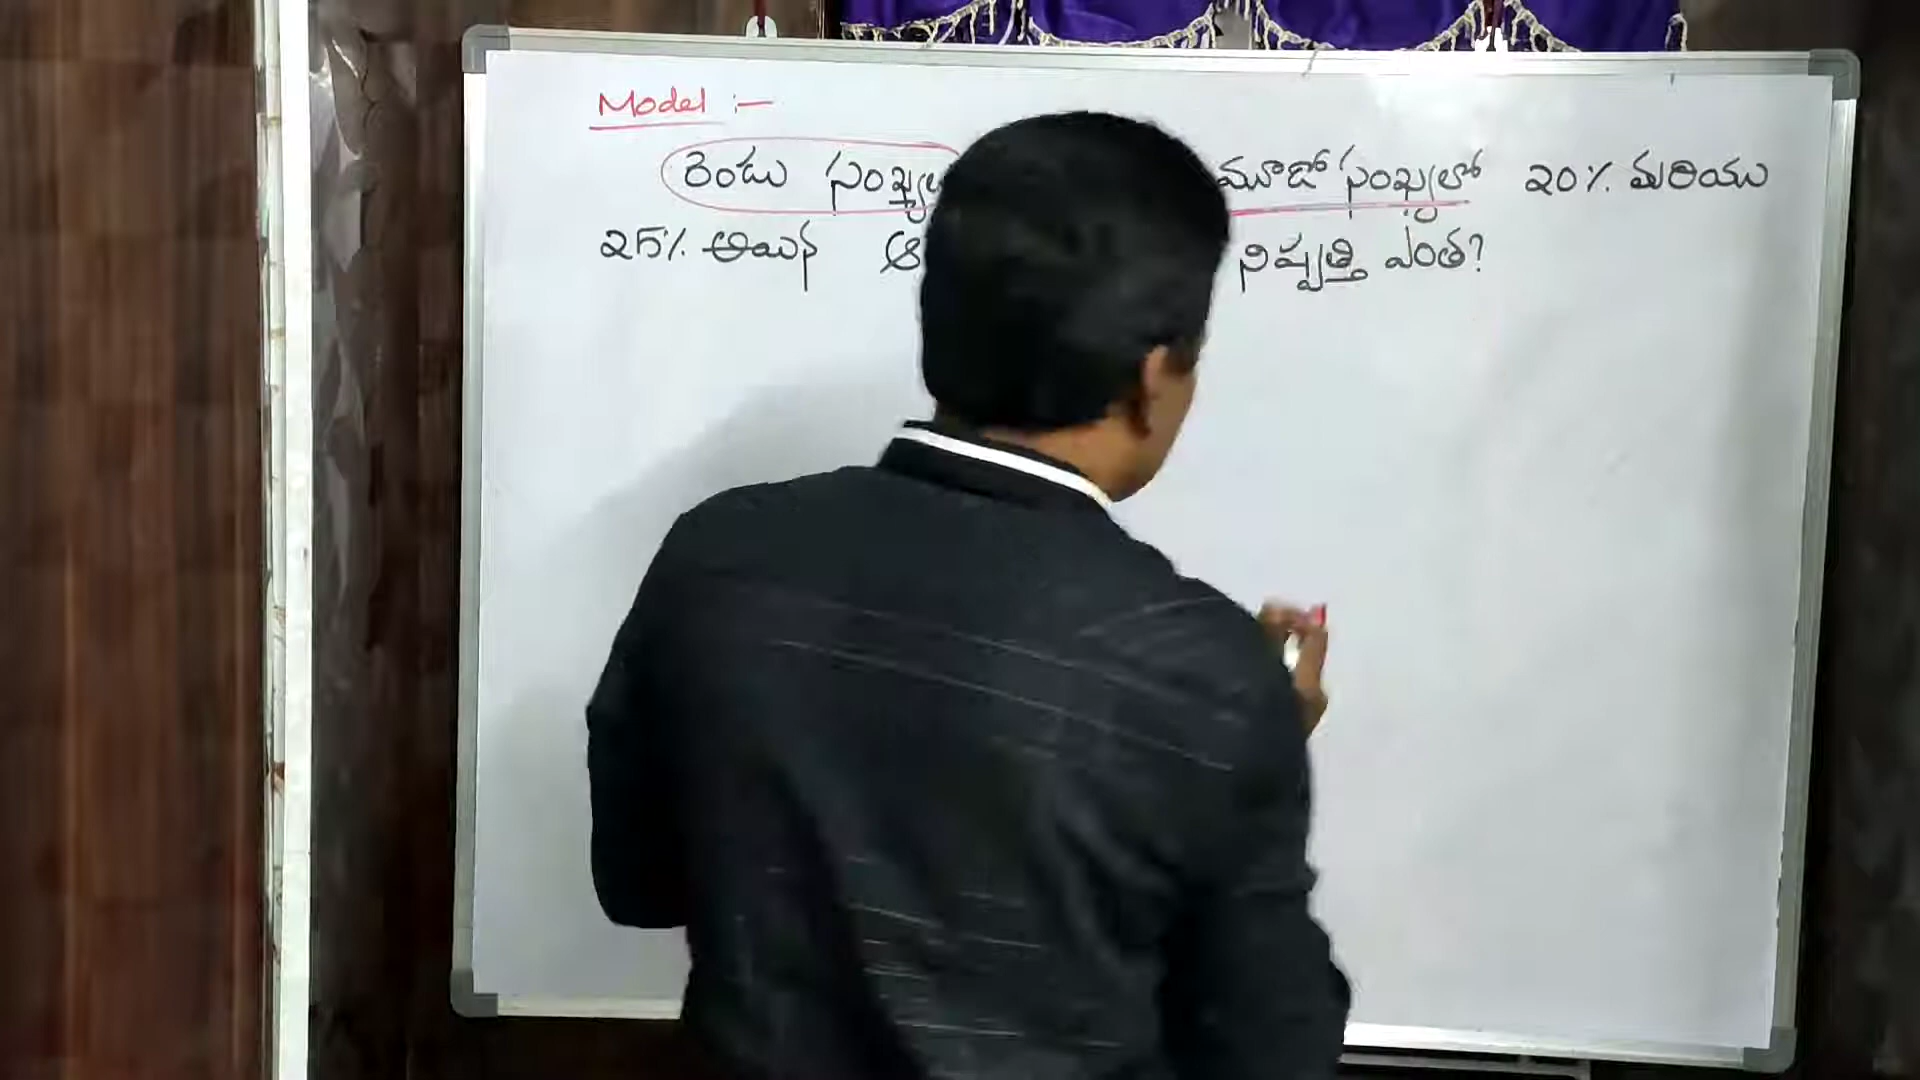 Model :-
రెండు మూడో సంఖ్యలో 20% మరియు
25% అయిన నిష్పత్తి ఎంత?